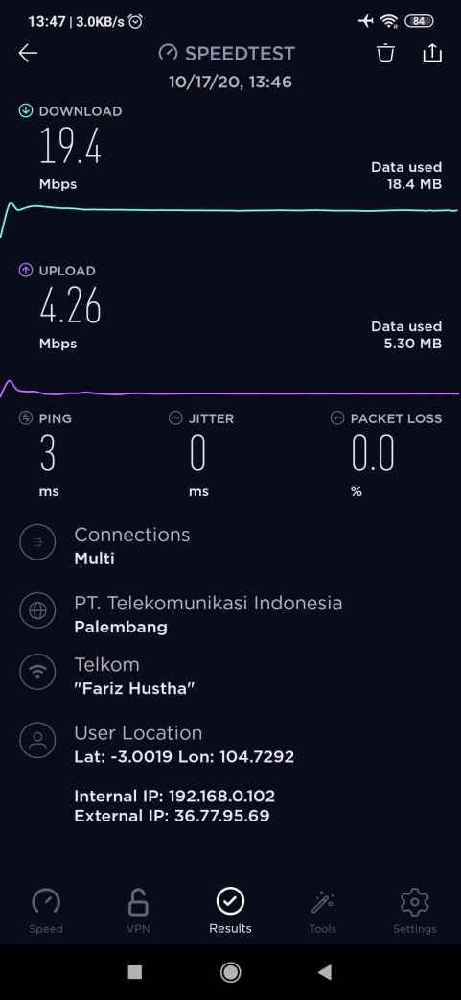 13:47 | 3.0KB/s
84
SPEEDTEST
10/17/20, 13:46
DOWNLOAD
19.4
Mbps
Data used
18.4 MB
UPLOAD
4.26
Mbps
Data used
5.30 MB
PING JITTER PACKET LOSS
3 0 0.0
ms ms %
Connections
Multi
PT. Telekomunikasi Indonesia
Palembang
Telkom
"Fariz Hustha"
User Location
Lat: -3.0019 Lon: 104.7292
Internal IP: 192.168.0.102
External IP: 36.77.95.69
Speed VPN Results Tools Settings